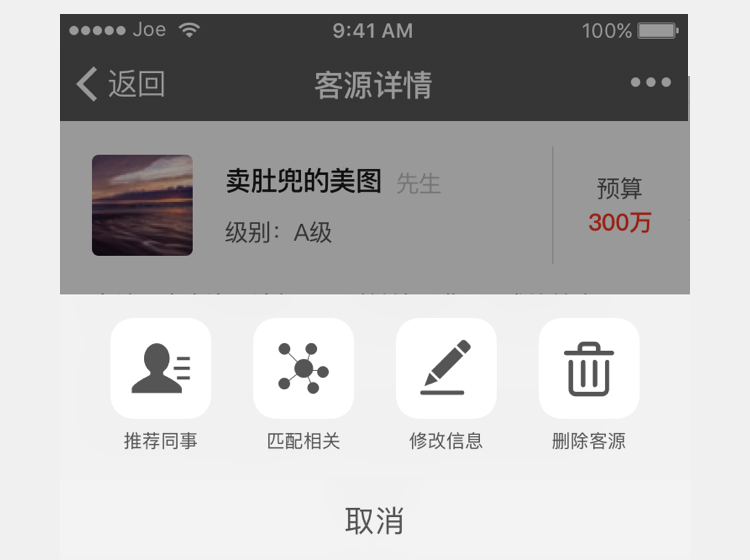 Joe 9:41 AM 100%
返回 客源详情
卖肚兜的美图 先生
级别：A级
预算
300万
推荐同事 匹配相关 修改信息 删除客源
取消